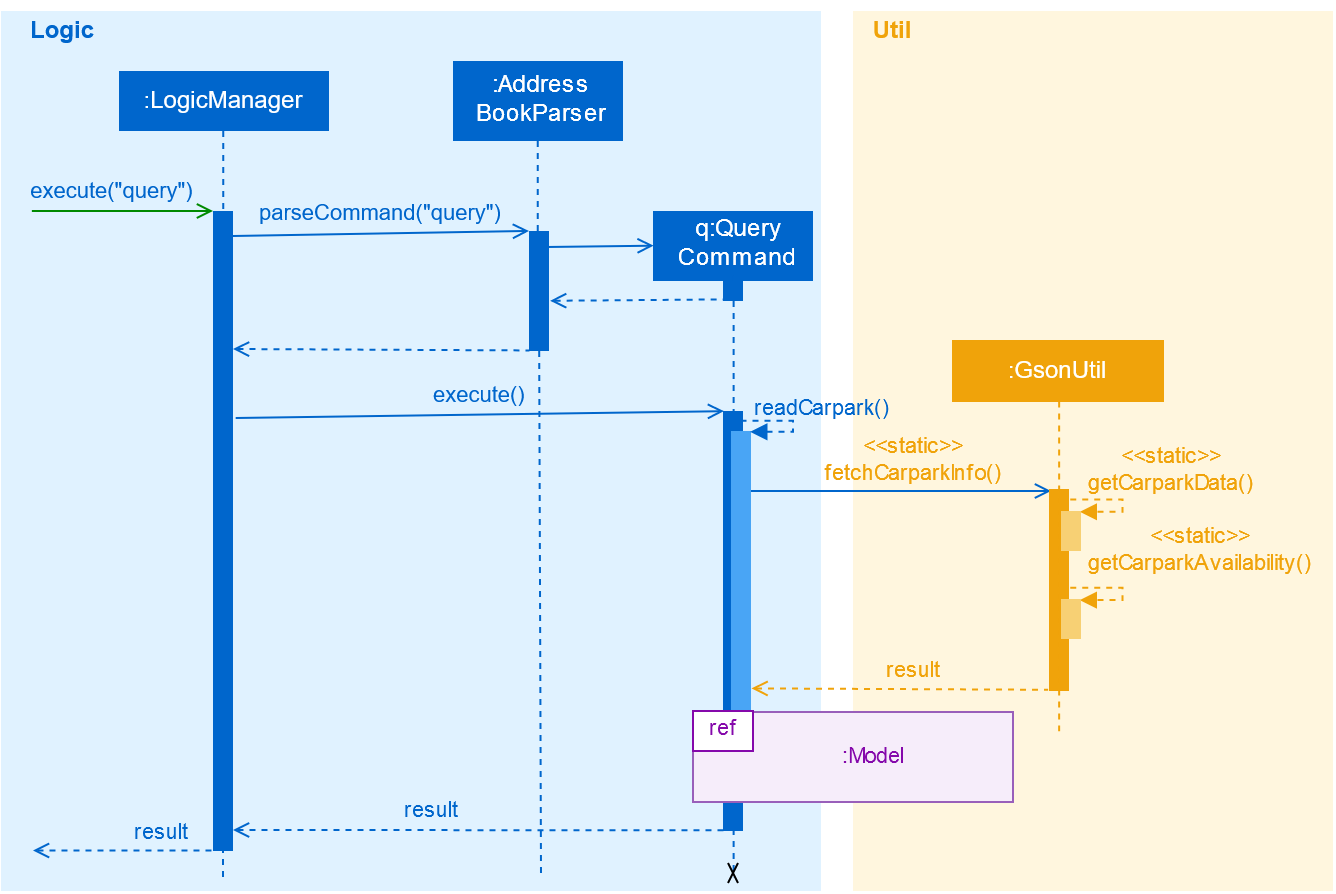 Logic
Util
:LogicManager
:Address
BookParser
execute("query")
parseCommand("query")
q:Query
Command
:GsonUtil
execute()
readCarpark()
<<static>>
fetchCarparkInfo()
<<static>>
getCarparkData()
<<static>>
getCarparkAvailability()
result
ref
:Model
result
result